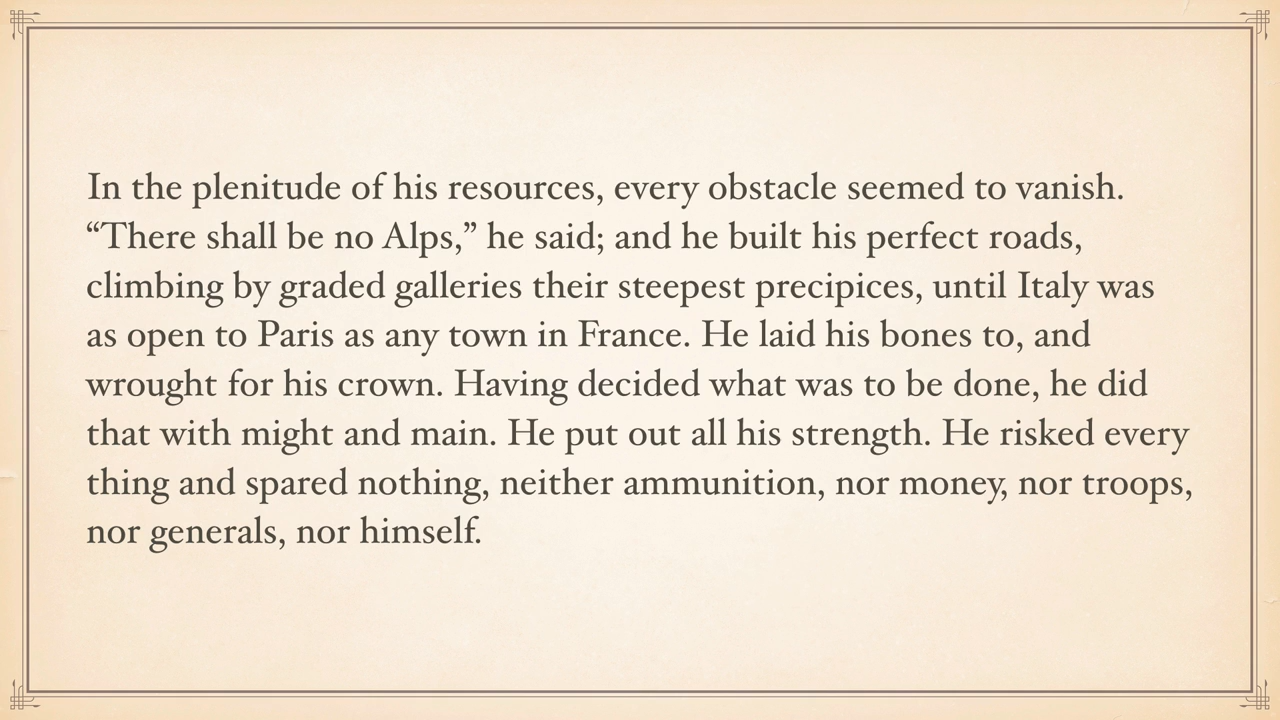 In the plenitude of his resources, every obstacle seemed to vanish.
“There shall be no Alps,” he said; and he built his perfect roads,
climbing by graded galleries their steepest precipices, until Italy was
as open to Paris as any town in France. He laid his bones to, and
wrought for his crown. Having decided what was to be done, he did
that with might and main. He put out all his strength. He risked every
thing and spared nothing, neither ammunition, nor money, nor troops,
nor generals, nor himself.